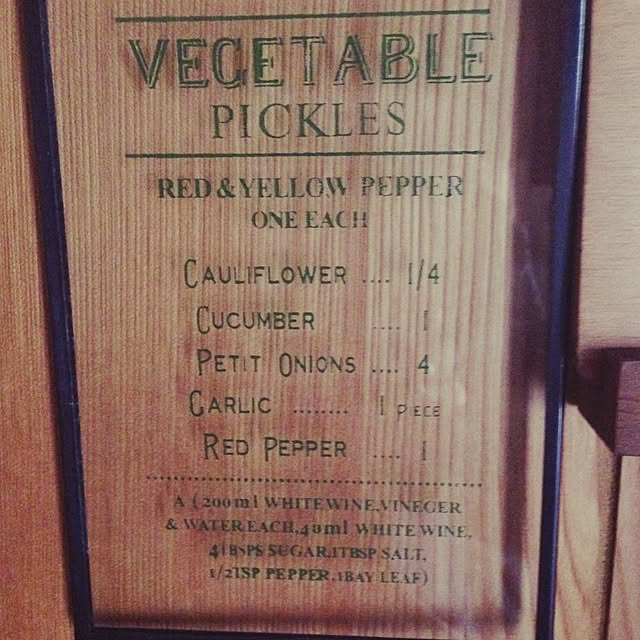 VEGETABLE
PICKLES
RED & YELLOW PEPPER
ONE EACH
CAULIFLOWER .... 1/4
CUCUMBER .... 1
PETIT ONIONS .... 4
GARLIC ........ 1 PIECE
RED PEPPER .... 1
A (200ml WHITEWINE,VINEGER
& WATER EACH,40ml WHITE WINE,
4TBSPS SUGAR,1TBSP SALT,
1/2TSP PEPPER,1BAY LEAF)